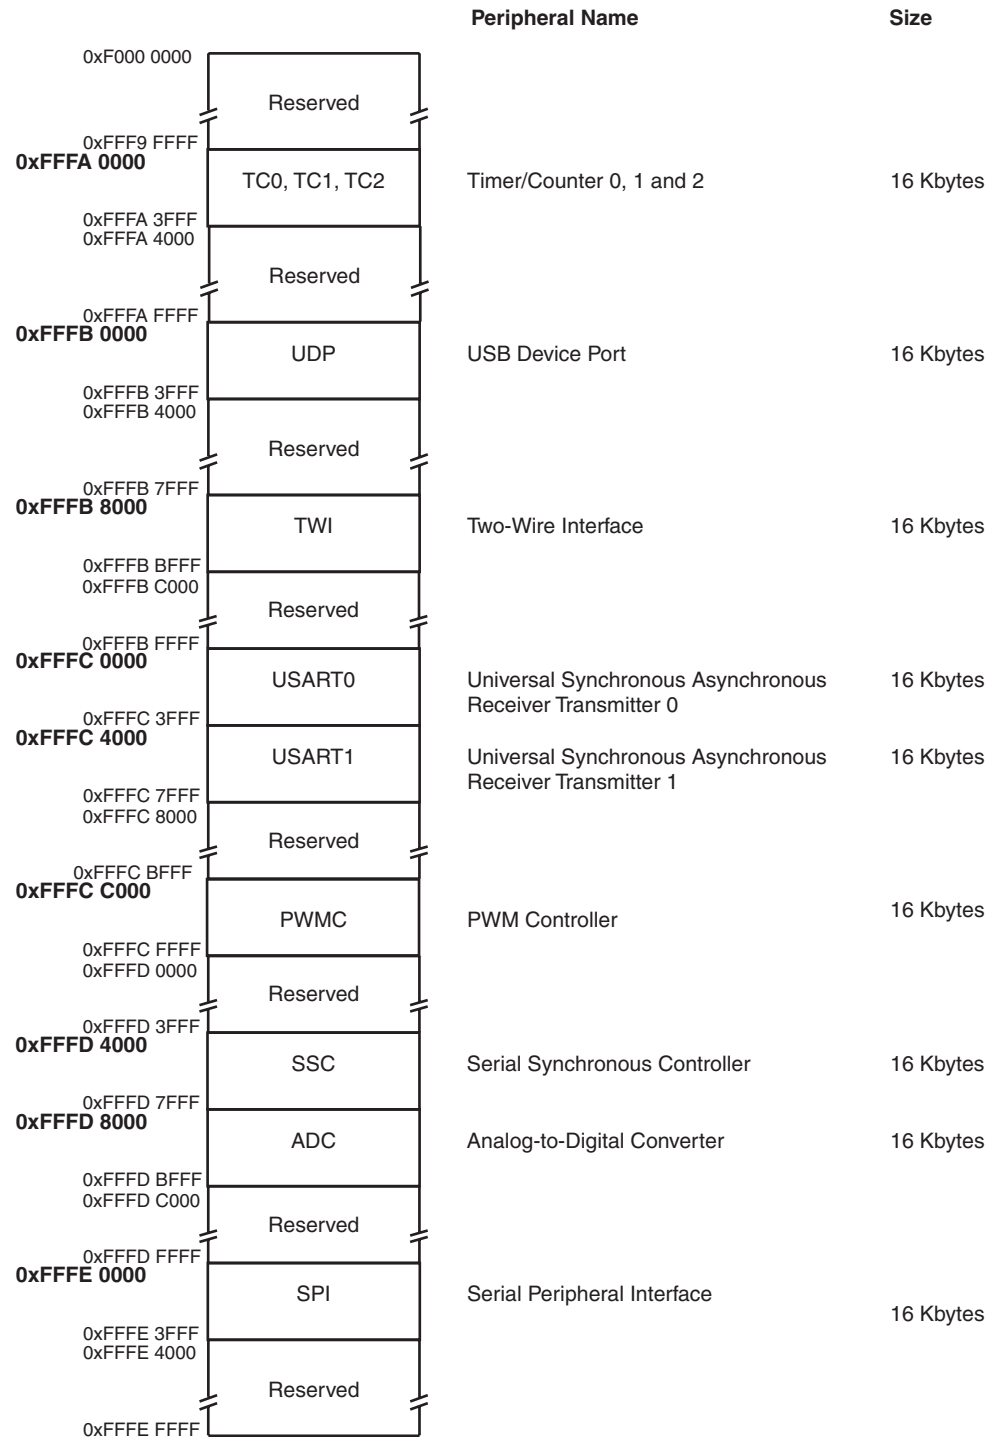 Peripheral Name Size
0xF000 0000
Reserved
0xFFF9 FFFF
0xFFFA 0000
TC0, TC1, TC2 Timer/Counter 0, 1 and 2 16 Kbytes
0xFFFA 3FFF
0xFFFA 4000
Reserved
0xFFFA FFFF
0xFFFB 0000
UDP USB Device Port 16 Kbytes
0xFFFB 3FFF
0xFFFB 4000
Reserved
0xFFFB 7FFF
0xFFFB 8000
TWI Two-Wire Interface 16 Kbytes
0xFFFB BFFF
0xFFFB C000
Reserved
0xFFFB FFFF
0xFFFC 0000
USART0 Universal Synchronous Asynchronous 16 Kbytes
Receiver Transmitter 0
0xFFFC 3FFF
0xFFFC 4000
USART1 Universal Synchronous Asynchronous 16 Kbytes
Receiver Transmitter 1
0xFFFC 7FFF
0xFFFC 8000
Reserved
0xFFFC BFFF
0xFFFC C000
PWMC PWM Controller 16 Kbytes
0xFFFC FFFF
0xFFFD 0000
Reserved
0xFFFD 3FFF
0xFFFD 4000
SSC Serial Synchronous Controller 16 Kbytes
0xFFFD 7FFF
0xFFFD 8000
ADC Analog-to-Digital Converter 16 Kbytes
0xFFFD BFFF
0xFFFD C000
Reserved
0xFFFD FFFF
0xFFFE 0000
SPI Serial Peripheral Interface
16 Kbytes
0xFFFE 3FFF
0xFFFE 4000
Reserved
0xFFFE FFFF